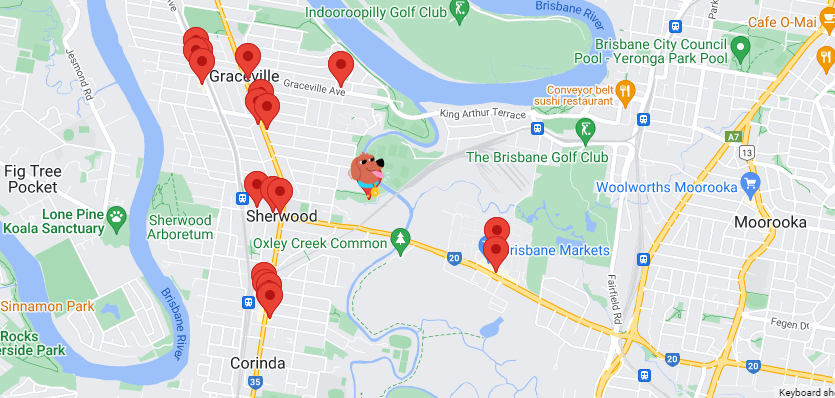 Indooroopilly Golf Club
Brisbane River
Park
Cafe O-Mai
Brisbane City Council
Pool - Yeronga Park Pool
Jesmond Rd
Ave
Graceville
Graceville Ave
Conveyor belt
sushi restaurant
King Arthur Terrace
A7
13
The Brisbane Golf Club
Fig Tree
Pocket
Woolworths Moorooka
Lone Pine
Koala Sanctuary
Sherwood
Arboretum
Sherwood
Moorooka
Oxley Creek Common
20
Brisbane Markets
Sinnamon Park
Brisbane River
Fairfield Rd
Fegen Dr
Rocks
erside Park
Corinda
20
20
35
Keyboard sh